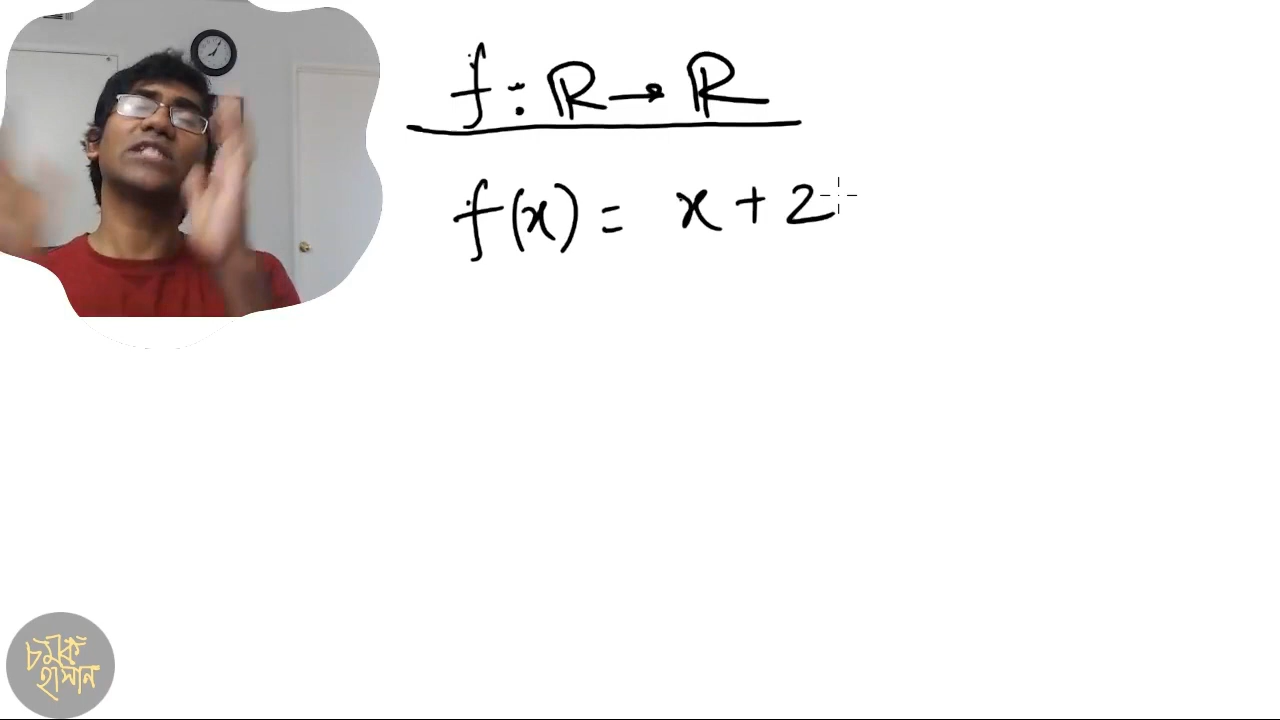 f : ℝ → ℝ
f(x) = x + 2
চমক
হাসান